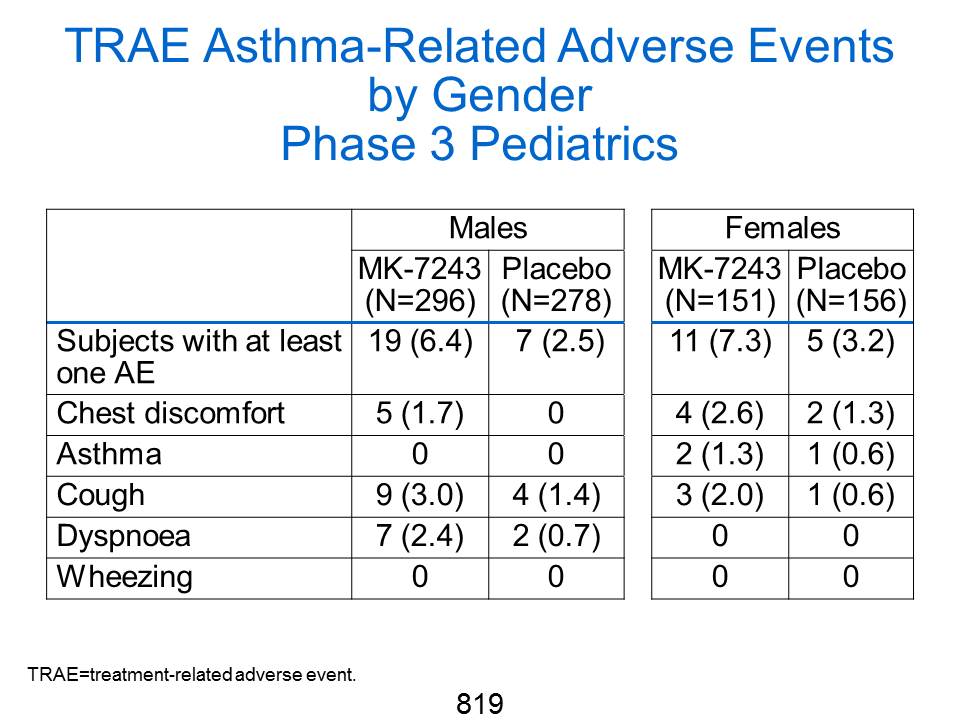 TRAE Asthma-Related Adverse Events
by Gender
Phase 3 Pediatrics
Males Females
MK-7243 Placebo MK-7243 Placebo
(N=296) (N=278) (N=151) (N=156)
Subjects with at least 19 (6.4) 7 (2.5) 11 (7.3) 5 (3.2)
one AE
Chest discomfort 5 (1.7) 0 4 (2.6) 2 (1.3)
Asthma 0 0 2 (1.3) 1 (0.6)
Cough 9 (3.0) 4 (1.4) 3 (2.0) 1 (0.6)
Dyspnoea 7 (2.4) 2 (0.7) 0 0
Wheezing 0 0 0 0
TRAE=treatment-related adverse event.
819